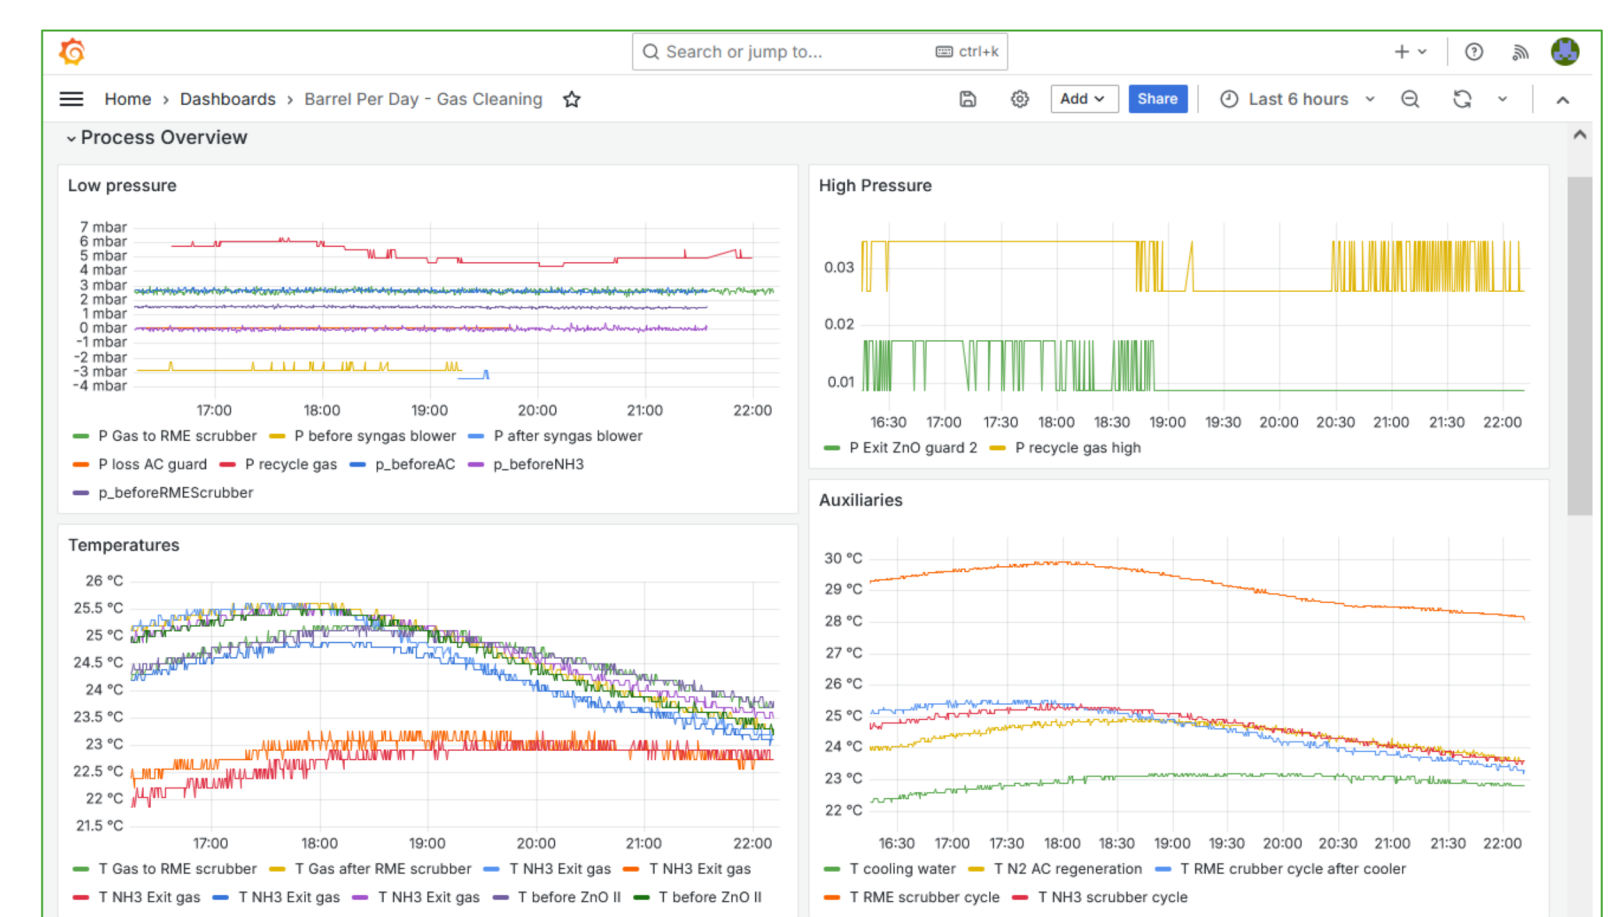 Search or jump to... ctrl+k
Home › Dashboards › Barrel Per Day - Gas Cleaning Add Share Last 6 hours
Process Overview
Low pressure
7 mbar
6 mbar
5 mbar
4 mbar
3 mbar
2 mbar
1 mbar
0 mbar
-1 mbar
-2 mbar
-3 mbar
-4 mbar
17:00 18:00 19:00 20:00 21:00 22:00
P Gas to RME scrubber P before syngas blower P after syngas blower
P loss AC guard P recycle gas p_beforeAC p_beforeNH3
p_beforeRMEScrubber
High Pressure
0.03
0.02
0.01
16:30 17:00 17:30 18:00 18:30 19:00 19:30 20:00 20:30 21:00 21:30 22:00
P Exit ZnO guard 2 P recycle gas high
Temperatures
26 °C
25.5 °C
25 °C
24.5 °C
24 °C
23.5 °C
23 °C
22.5 °C
22 °C
21.5 °C
17:00 18:00 19:00 20:00 21:00 22:00
T Gas to RME scrubber T Gas after RME scrubber T NH3 Exit gas T NH3 Exit gas
T NH3 Exit gas T NH3 Exit gas T NH3 Exit gas T before ZnO II T before ZnO II
Auxiliaries
30 °C
29 °C
28 °C
27 °C
26 °C
25 °C
24 °C
23 °C
22 °C
16:30 17:00 17:30 18:00 18:30 19:00 19:30 20:00 20:30 21:00 21:30 22:00
T cooling water T N2 AC regeneration T RME crubber cycle after cooler
T RME scrubber cycle T NH3 scrubber cycle